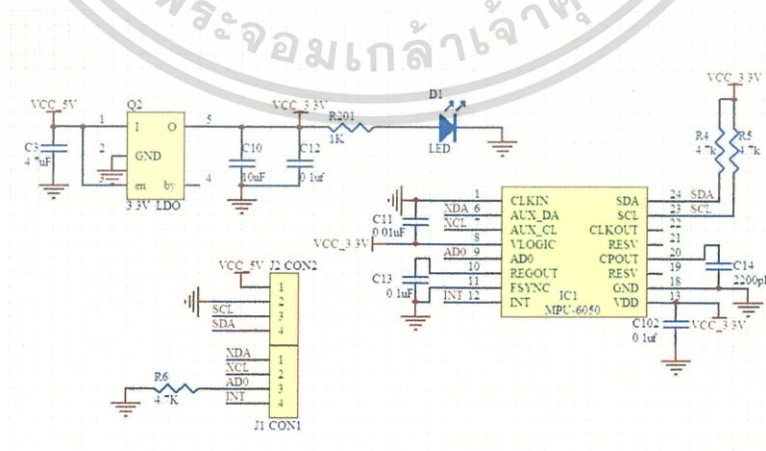 พระจอมเกล้าเจ้าคุ
VCC_5V
Q2
1 I O 5
2 GND
3 en by 4
3.3V LDO
C3
4.7uF
C10
10uF
C12
0.1uf
VCC_3.3V
R201
1K
D1
LED
VCC_3.3V
R4
4.7k
R5
4.7k
1 CLKIN SDA 24 SDA
XDA 6 AUX_DA SCL 23 SCL
XCL 7 AUX_CL CLKOUT 22
8 VLOGIC RESV 21
AD0 9 AD0 CPOUT 20
10 REGOUT RESV 19
11 FSYNC GND 18
INT 12 INT VDD 13
IC1
MPU-6050
C11
0.01uF
VCC_3.3V
C13
0.1uF
C14
2200pF
C102
0.1uf
VCC_3.3V
VCC_5V
J2 CON2
1
2
SCL 3
SDA 4
XDA 1
XCL 2
AD0 3
INT 4
J1 CON1
R6
4.7K